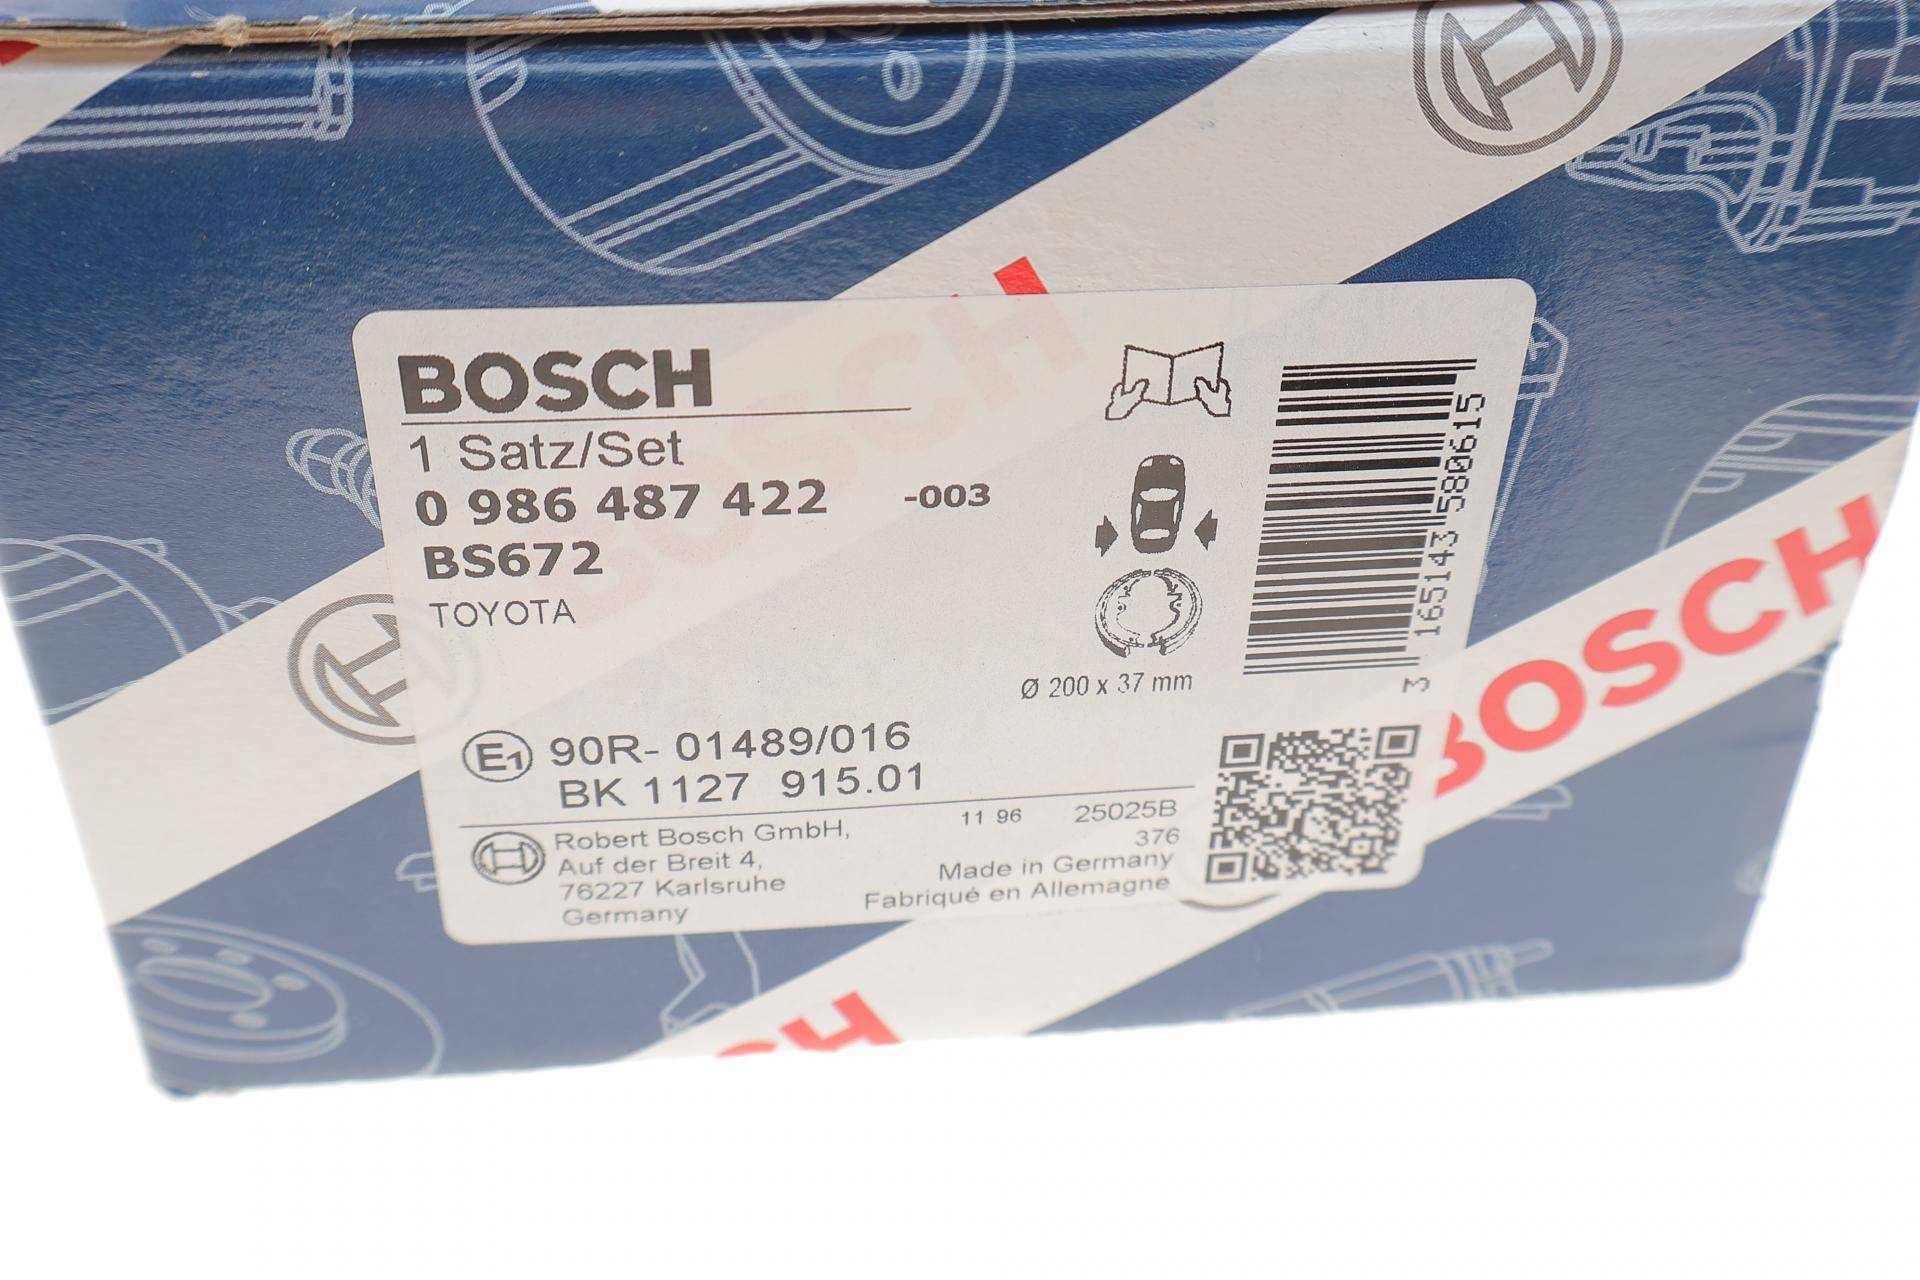 BOSCH
1 Satz/Set
0 986 487 422 -003
BS672
TOYOTA
Ø 200 x 37 mm
3 165143 580615
E1 90R- 01489/016
BK 1127 915.01
Robert Bosch GmbH,
Auf der Breit 4,
76227 Karlsruhe
Germany
11 96 25025B
376
Made in Germany
Fabriqué en Allemagne
BOSCH
BOSCH
CH